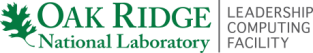 OAK RIDGE
National Laboratory
LEADERSHIP
COMPUTING
FACILITY